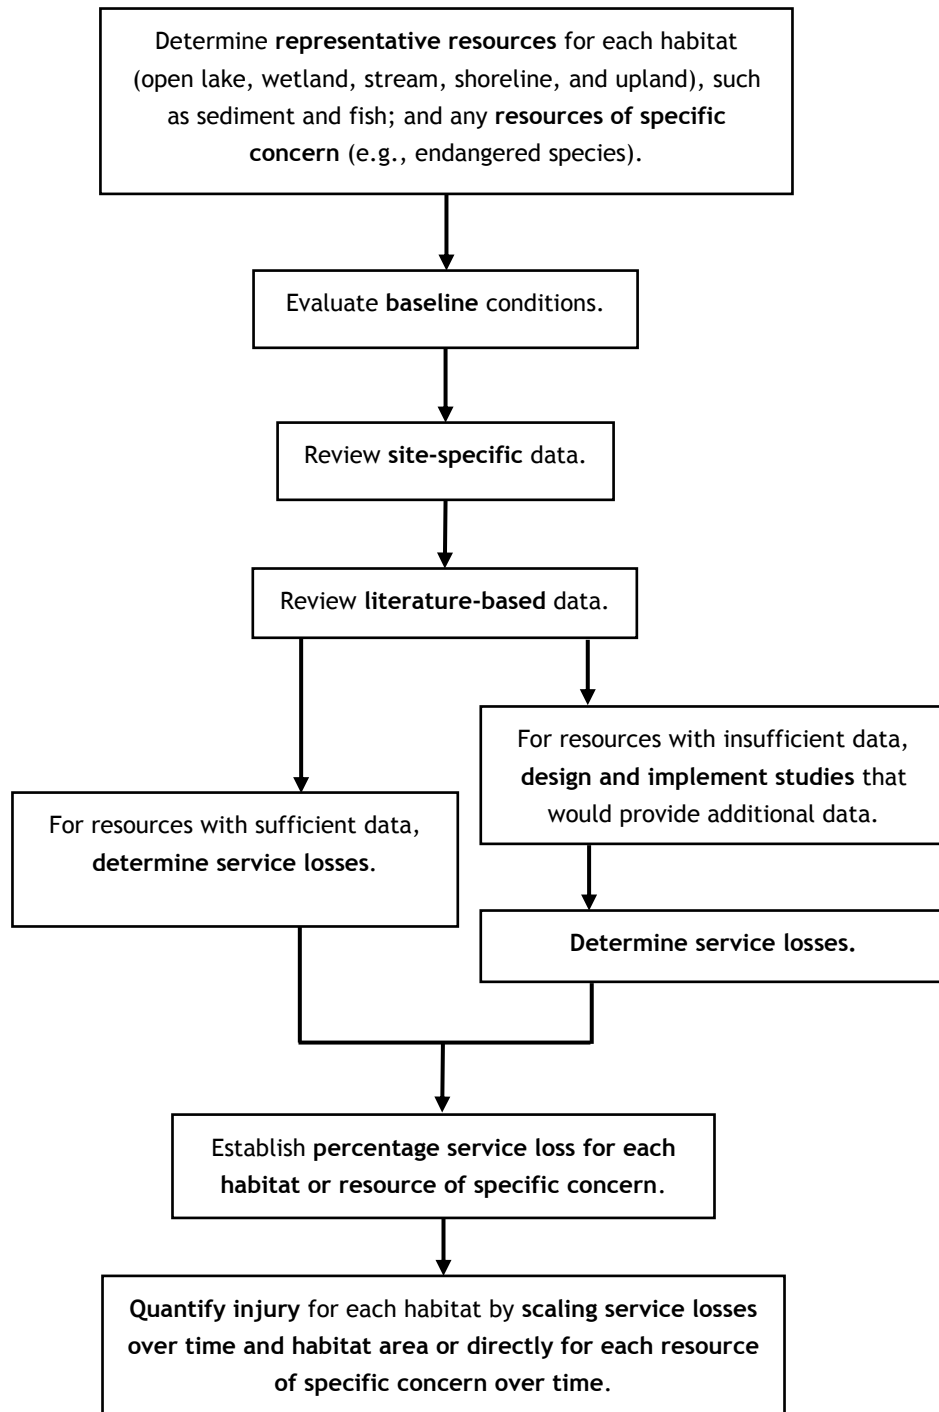 Determine representative resources for each habitat
(open lake, wetland, stream, shoreline, and upland), such
as sediment and fish; and any resources of specific
concern (e.g., endangered species).
Evaluate baseline conditions.
Review site-specific data.
Review literature-based data.
For resources with insufficient data,
design and implement studies that
would provide additional data.
For resources with sufficient data,
determine service losses.
Determine service losses.
Establish percentage service loss for each
habitat or resource of specific concern.
Quantify injury for each habitat by scaling service losses
over time and habitat area or directly for each resource
of specific concern over time.